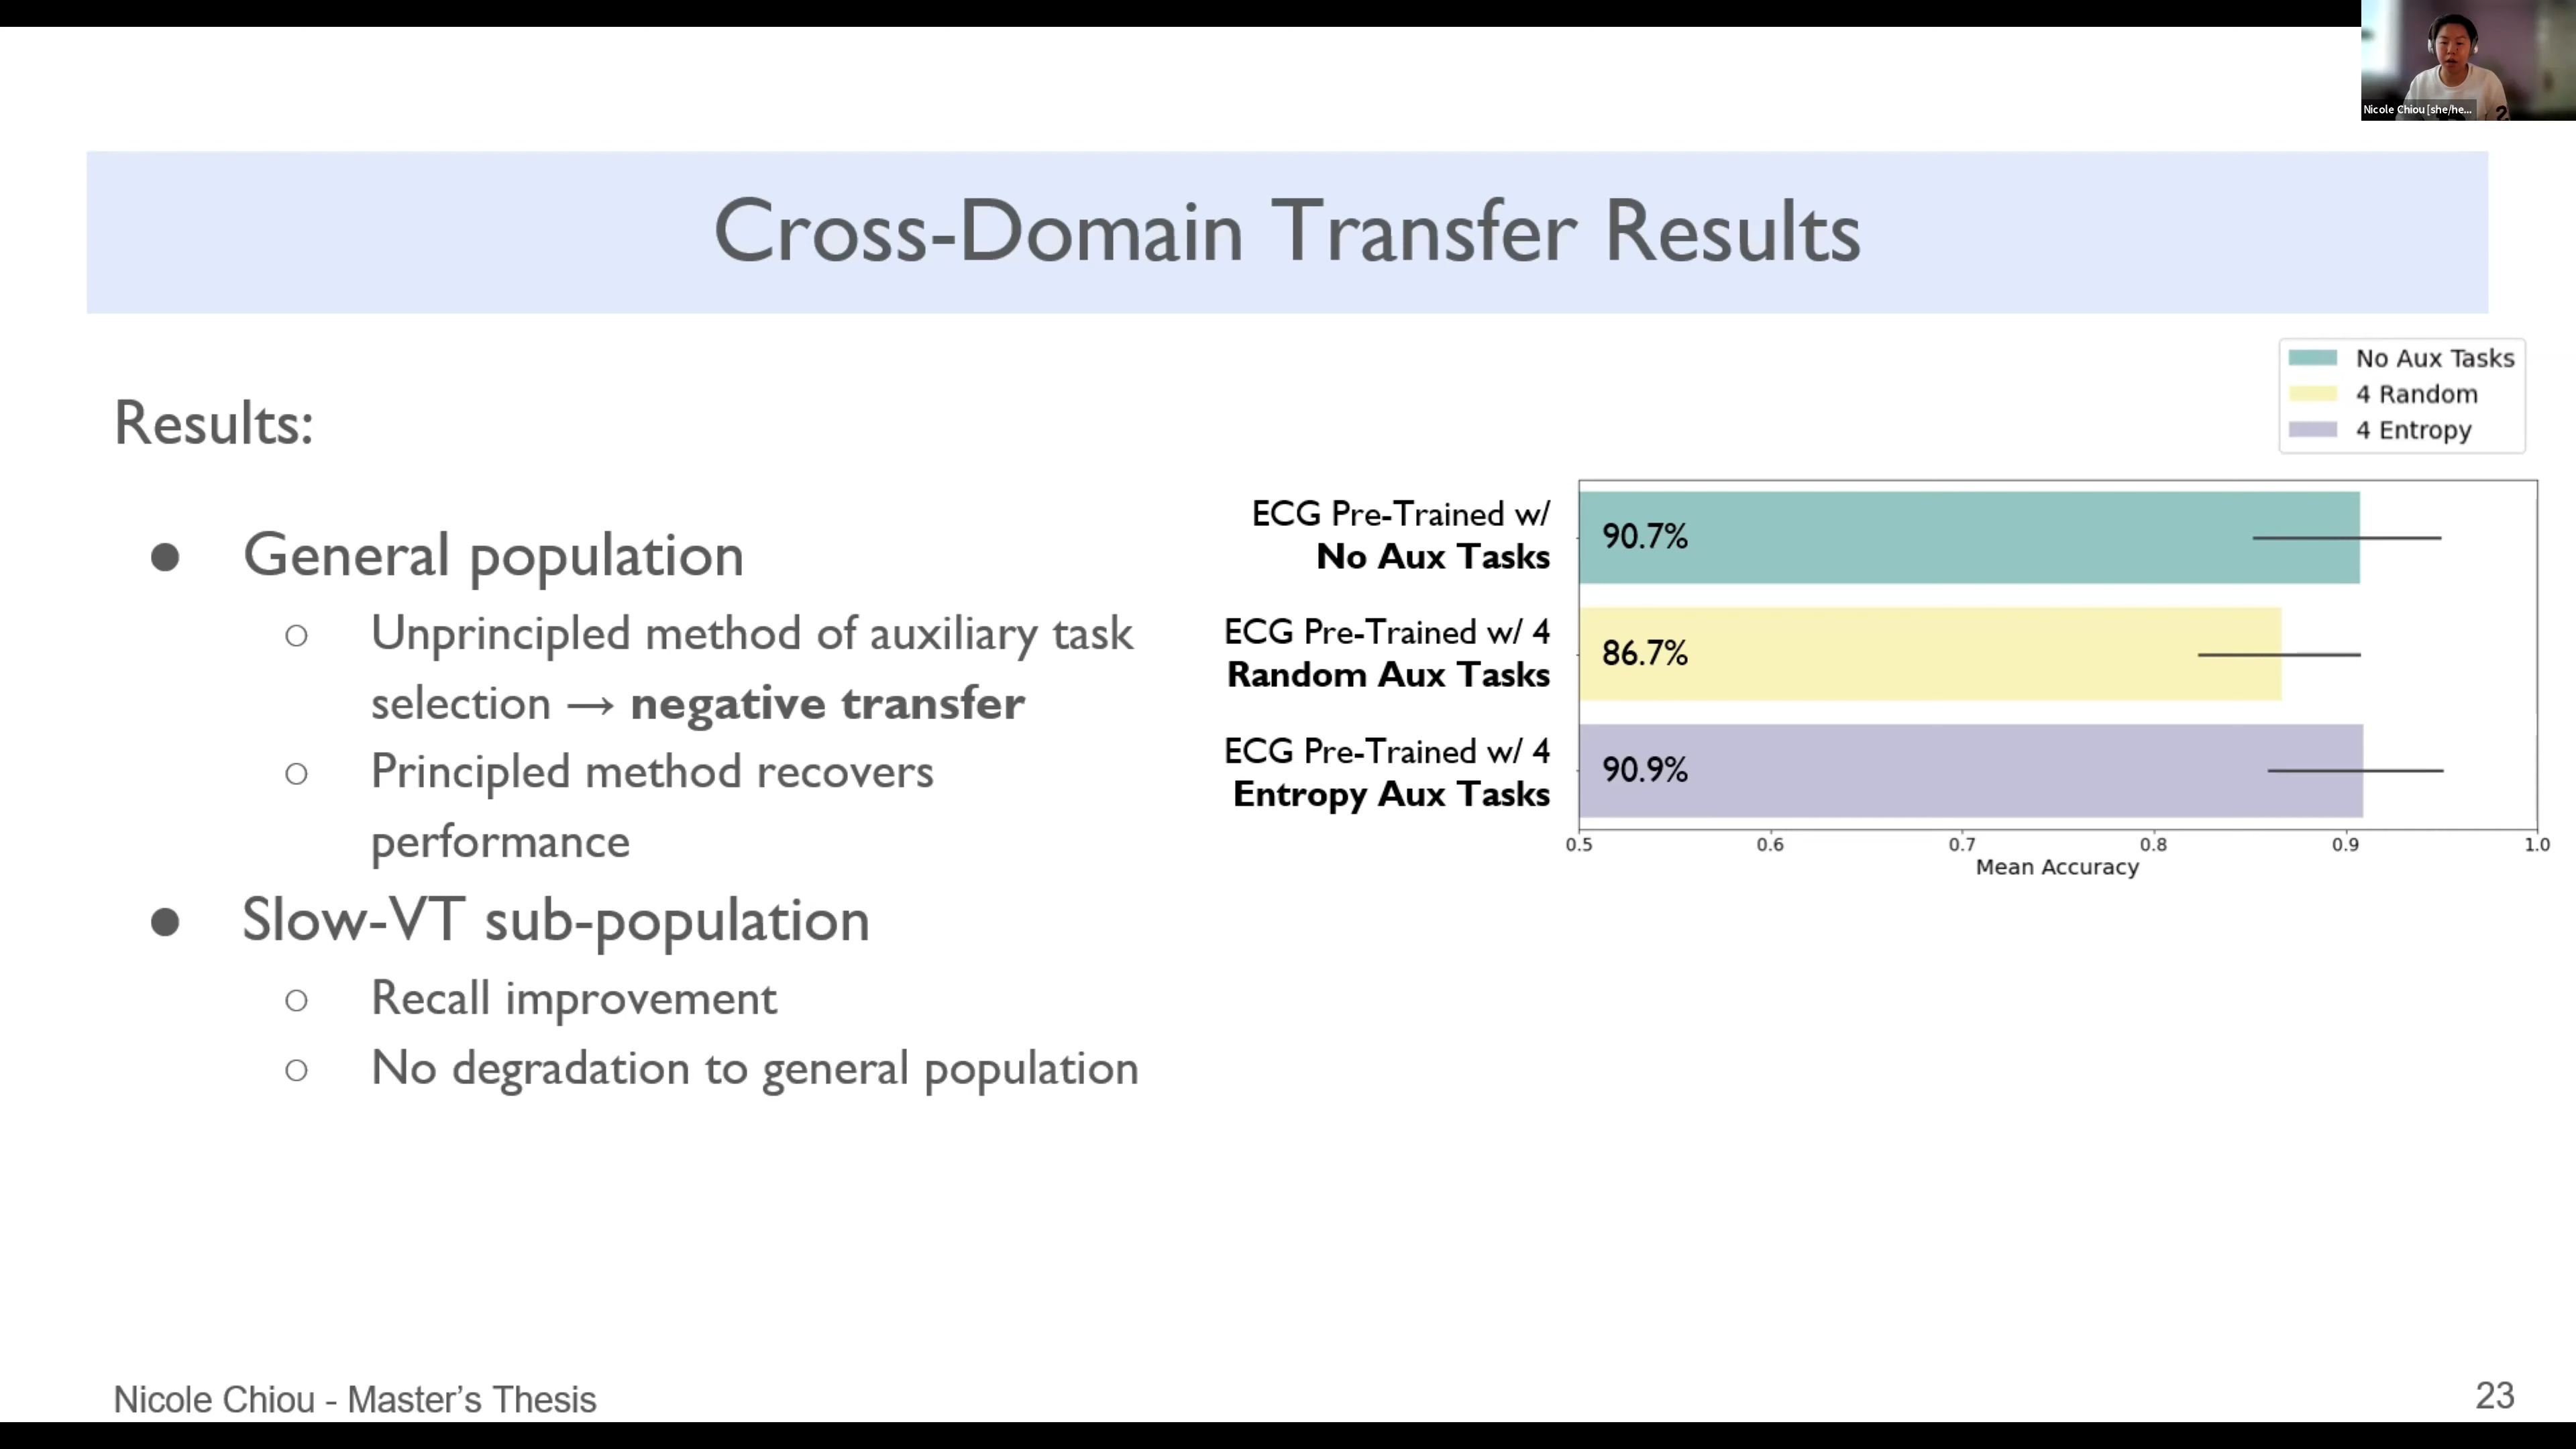 Nicole Chiou [she/he...
Cross-Domain Transfer Results
Results:
● General population
○ Unprincipled method of auxiliary task
selection → negative transfer
○ Principled method recovers
performance
● Slow-VT sub-population
○ Recall improvement
○ No degradation to general population
No Aux Tasks
4 Random
4 Entropy
ECG Pre-Trained w/
No Aux Tasks
90.7%
ECG Pre-Trained w/ 4
Random Aux Tasks
86.7%
ECG Pre-Trained w/ 4
Entropy Aux Tasks
90.9%
0.5 0.6 0.7 0.8 0.9 1.0
Mean Accuracy
Nicole Chiou - Master's Thesis
23